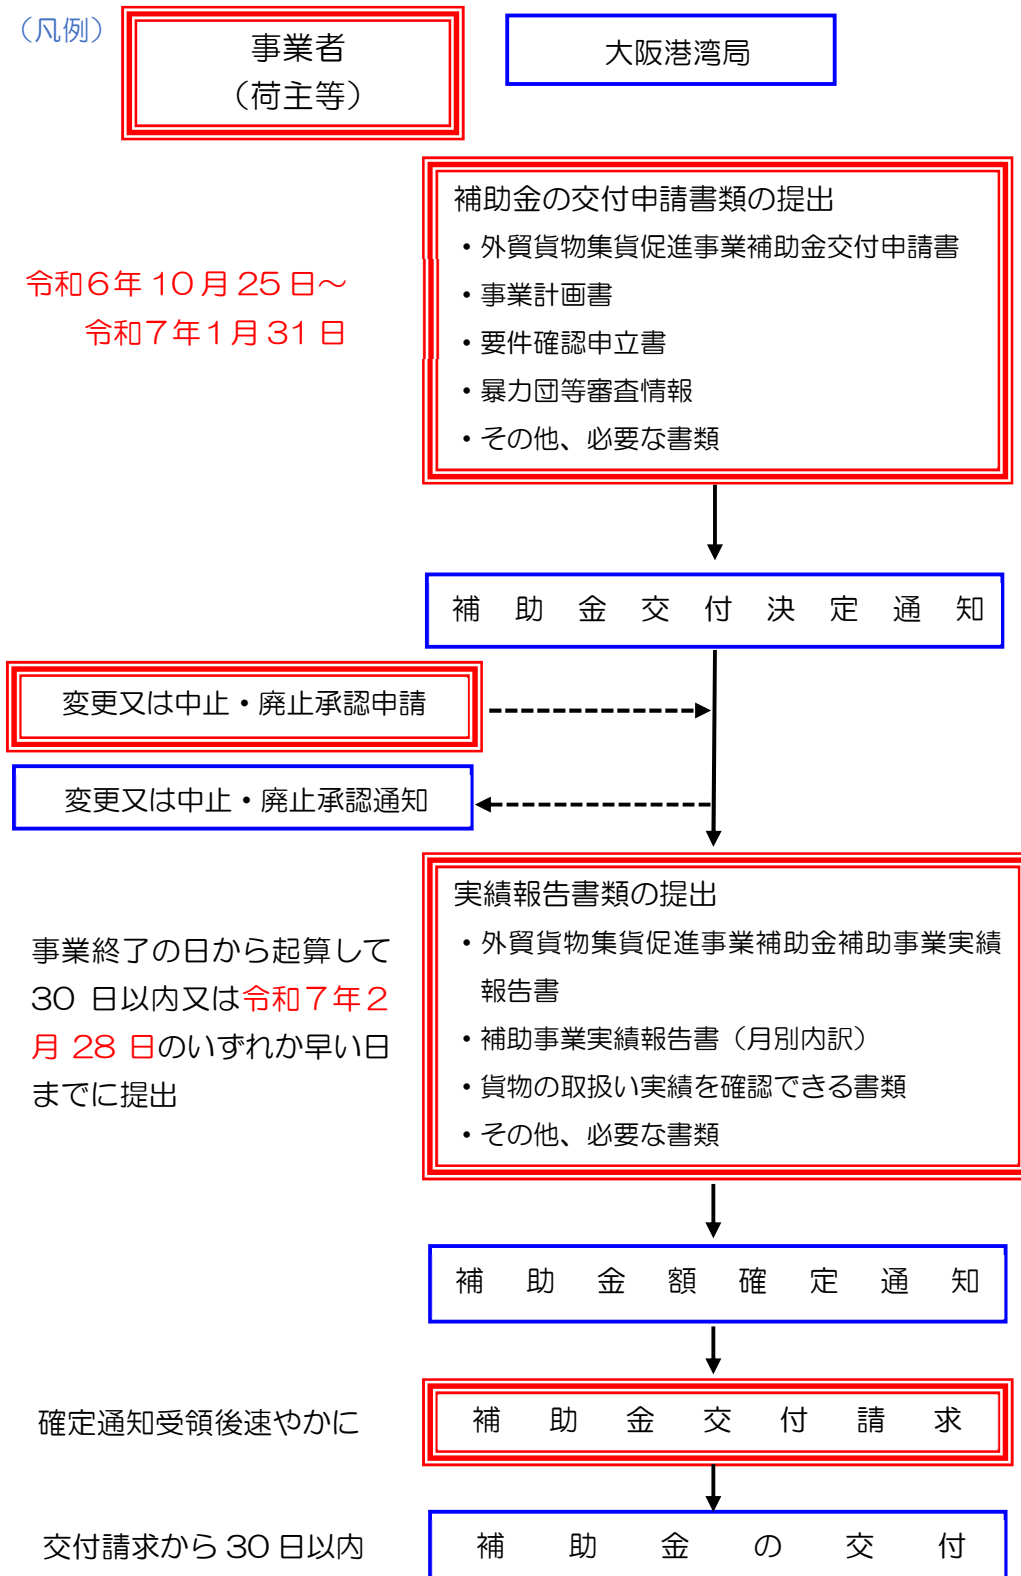 （凡例）
事業者
（荷主等）
大阪港湾局
令和６年 10 月 25 日～
令和７年１月 31 日
補助金の交付申請書類の提出
・外貿貨物集貨促進事業補助金交付申請書
・事業計画書
・要件確認申立書
・暴力団等審査情報
・その他、必要な書類
補助金交付決定通知
変更又は中止・廃止承認申請
変更又は中止・廃止承認通知
事業終了の日から起算して
30 日以内又は令和７年２
月 28 日のいずれか早い日
までに提出
実績報告書類の提出
・外貿貨物集貨促進事業補助金補助事業実績
報告書
・補助事業実績報告書（月別内訳）
・貨物の取扱い実績を確認できる書類
・その他、必要な書類
補助金額確定通知
確定通知受領後速やかに
補助金交付請求
交付請求から 30 日以内
補助金の交付